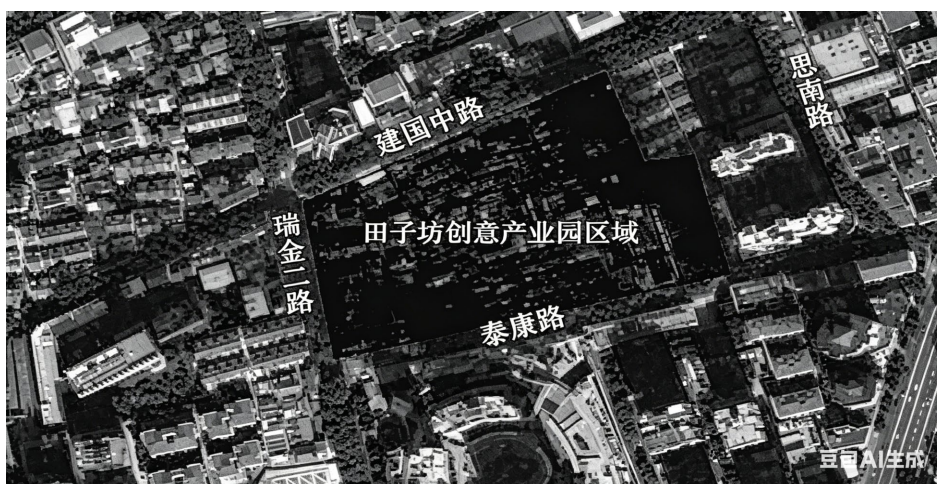 思南路
建国中路
瑞金二路
田子坊创意产业园区域
泰康路
豆包AI生成